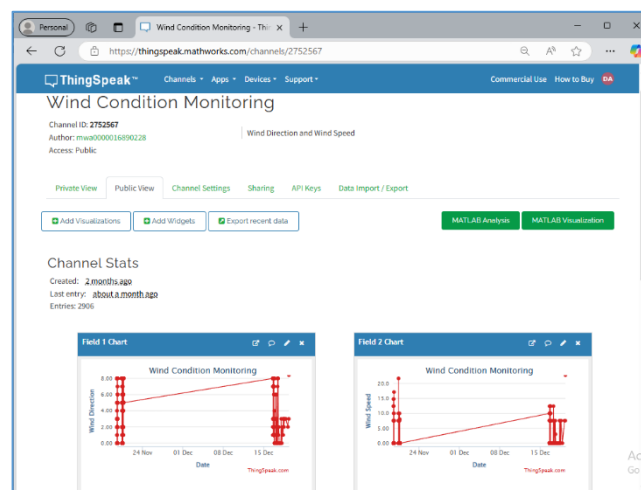 Personal
Wind Condition Monitoring - Thin
https://thingspeak.mathworks.com/channels/2752567
ThingSpeak™ Channels Apps Devices Support Commercial Use How to Buy DA
Wind Condition Monitoring
Channel ID: 2752567
Author: mwa0000016890228
Access: Public
Wind Direction and Wind Speed
Private View Public View Channel Settings Sharing API Keys Data Import / Export
Add Visualizations Add Widgets Export recent data MATLAB Analysis MATLAB Visualization
Channel Stats
Created: 2 months ago
Last entry: about a month ago
Entries: 2906
Field 1 Chart
Wind Condition Monitoring
Wind Direction
8.00
6.00
4.00
2.00
0.00
24 Nov 01 Dec 08 Dec 15 Dec
Date
ThingSpeak.com
Field 2 Chart
Wind Condition Monitoring
Wind Speed
20.0
15.0
10.0
5.00
0.00
24 Nov 01 Dec 08 Dec 15 Dec
Date
ThingSpeak.com
Ac
Go